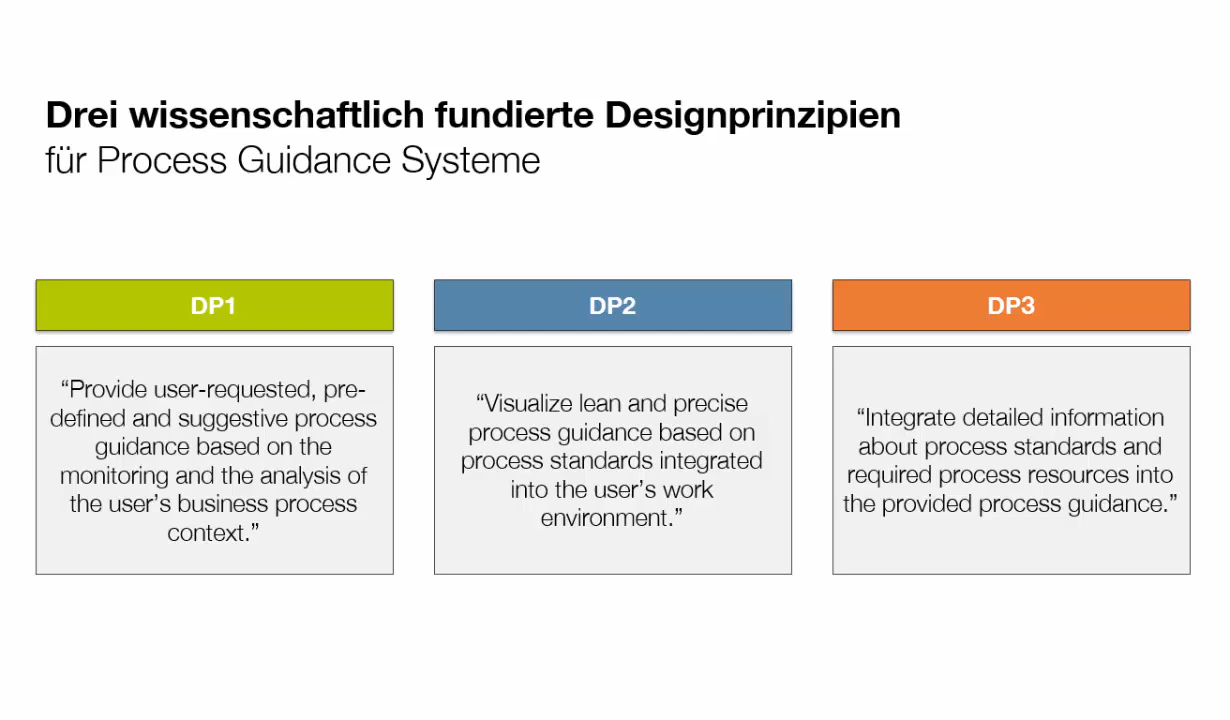 Drei wissenschaftlich fundierte Designprinzipien
für Process Guidance Systeme
DP1
“Provide user-requested, pre-
defined and suggestive process
guidance based on the
monitoring and the analysis of
the user’s business process
context.”
DP2
“Visualize lean and precise
process guidance based on
process standards integrated
into the user’s work
environment.”
DP3
“Integrate detailed information
about process standards and
required process resources into
the provided process guidance.”